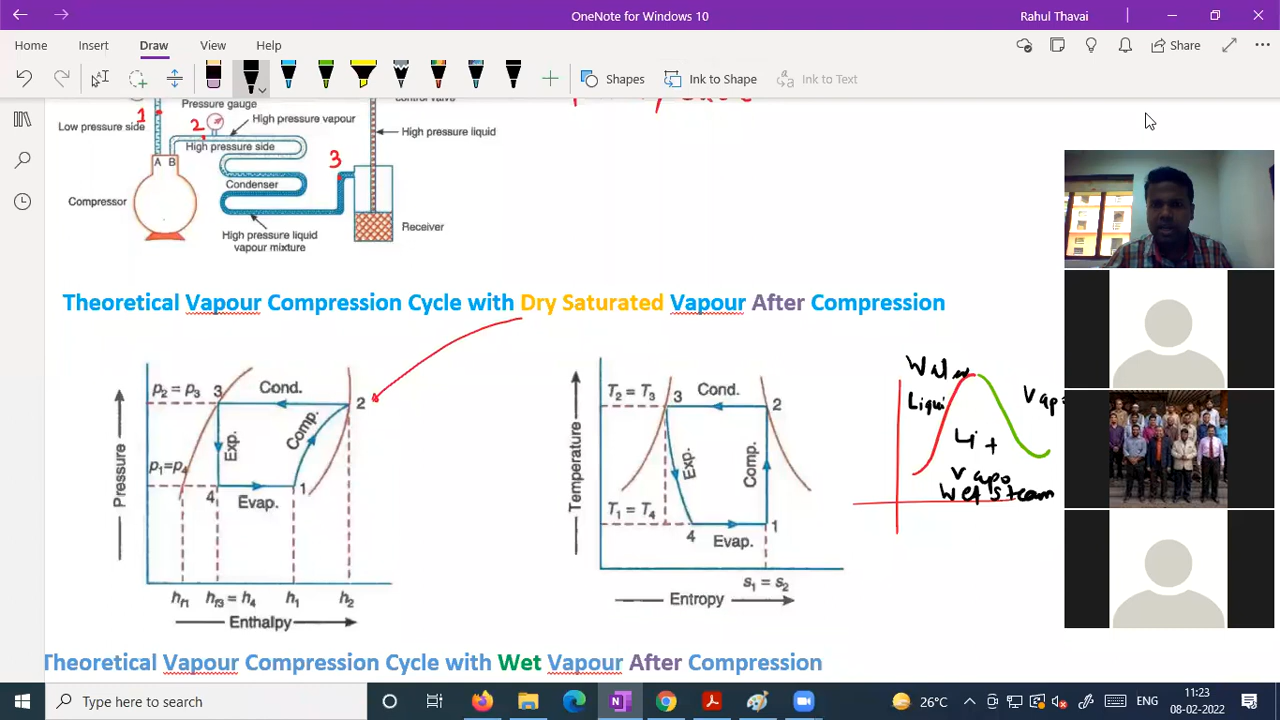 OneNote for Windows 10
Rahul Thavai
Home Insert Draw View Help
Share
Shapes
Ink to Shape
Ink to Text
Pressure gauge
Low pressure side
1
2
High pressure vapour
High pressure side
3
High pressure liquid
A B
Condenser
Compressor
High pressure liquid
vapour mixture
Receiver
Theoretical Vapour Compression Cycle with Dry Saturated Vapour After Compression
Pressure
p2 = p3
3
Cond.
2
Exp.
Comp.
p1=p4
4
Evap.
1
hf1 hf3 = h4 h1 h2
Enthalpy
Temperature
T2 = T3
3
Cond.
2
Exp.
Comp.
T1 = T4
4
Evap.
1
s1 = s2
Entropy
Liqui
Li +
Vapo
Wet steam
Theoretical Vapour Compression Cycle with Wet Vapour After Compression
Type here to search
26°C
ENG
11:23
08-02-2022